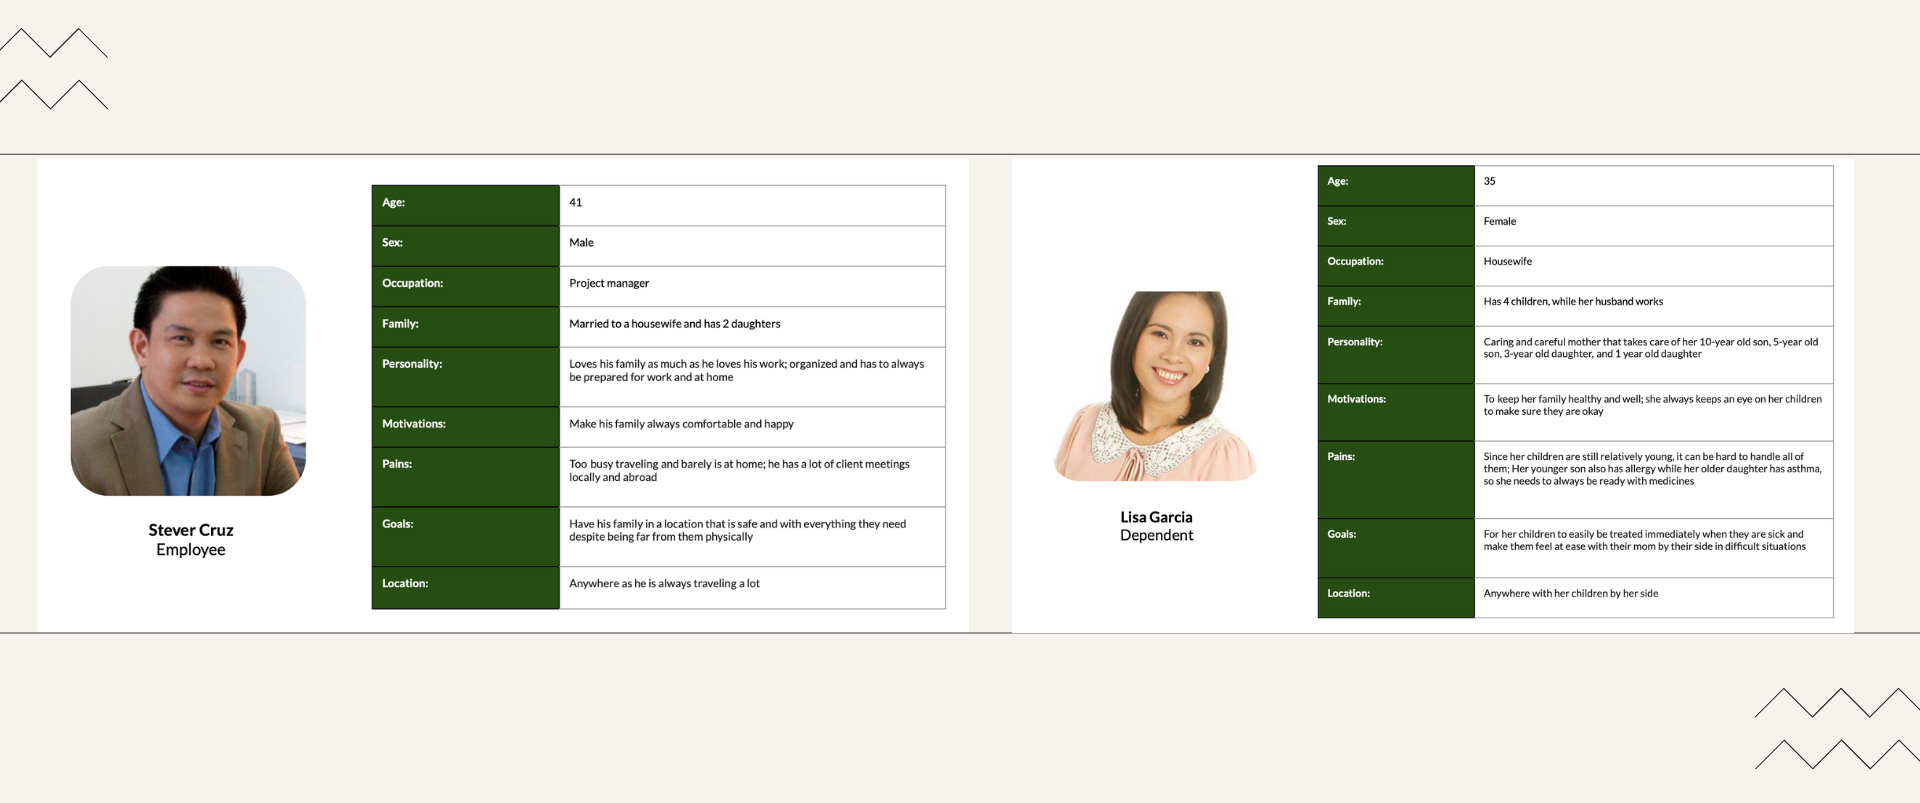 Stever Cruz
Employee
Age:
41
Sex:
Male
Occupation:
Project manager
Family:
Married to a housewife and has 2 daughters
Personality:
Loves his family as much as he loves his work; organized and has to always
be prepared for work and at home
Motivations:
Make his family always comfortable and happy
Pains:
Too busy traveling and barely is at home; he has a lot of client meetings
locally and abroad
Goals:
Have his family in a location that is safe and with everything they need
despite being far from them physically
Location:
Anywhere as he is always traveling a lot
Lisa Garcia
Dependent
Age:
35
Sex:
Female
Occupation:
Housewife
Family:
Has 4 children, while her husband works
Personality:
Caring and careful mother that takes care of her 10-year old son, 5-year old
son, 3-year old daughter, and 1 year old daughter
Motivations:
To keep her family healthy and well; she always keeps an eye on her children
to make sure they are okay
Pains:
Since her children are still relatively young, it can be hard to handle all of
them; Her younger son also has allergy while her older daughter has asthma,
so she needs to always be ready with medicines
Goals:
For her children to easily be treated immediately when they are sick and
make them feel at ease with their mom by their side in difficult situations
Location:
Anywhere with her children by her side